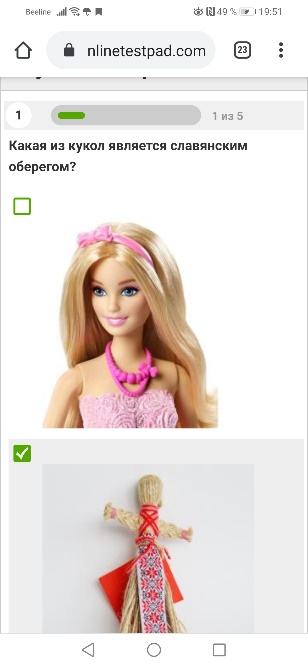 Beeline 49 % 19:51
nlinetestpad.com 23
1 1 из 5
Какая из кукол является славянским
оберегом?